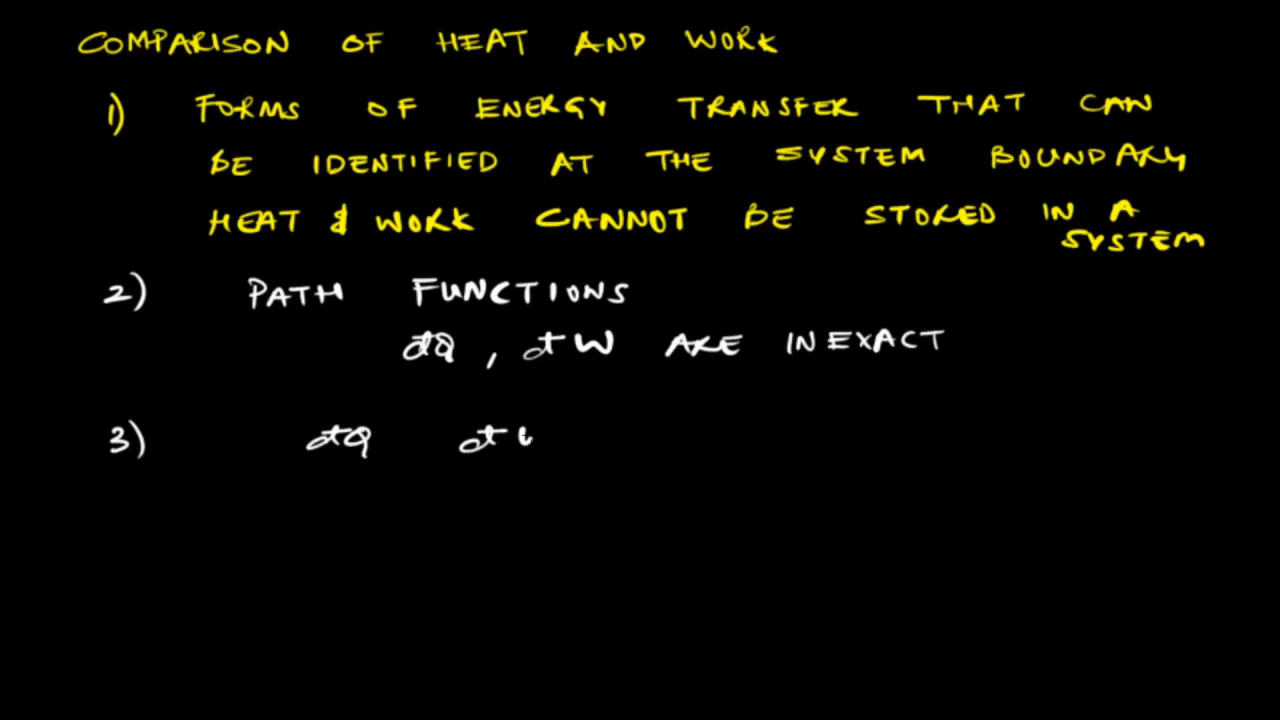 COMPARISON OF HEAT AND WORK
1) FORMS OF ENERGY TRANSFER THAT CAN
BE IDENTIFIED AT THE SYSTEM BOUNDARY
HEAT & WORK CANNOT BE STORED IN A
SYSTEM
2) PATH FUNCTIONS
đQ, đW ARE INEXACT
3) đQ đ